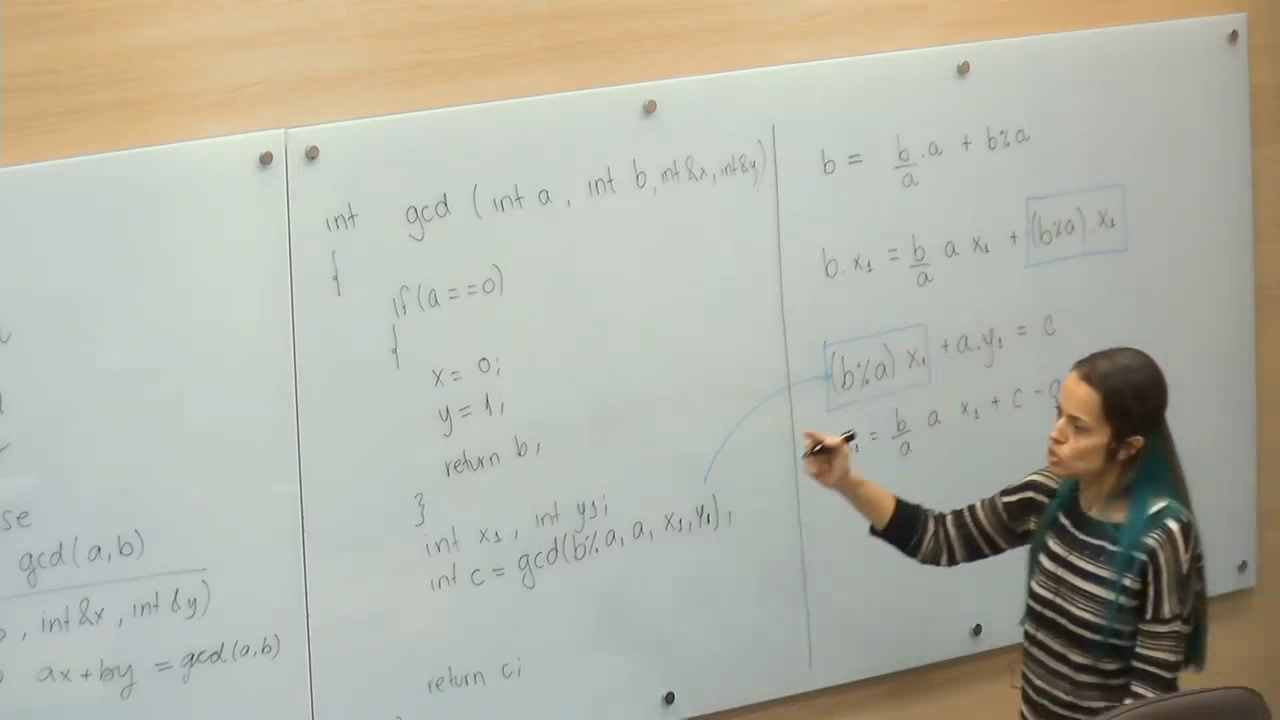 se
gcd(a,b)
, int &x, int &y)
ax+by = gcd(a,b)
int gcd (int a, int b, int &x, int &y)
{
if(a==0)
{
x = 0;
y = 1;
return b;
}
int x₁, int y₁;
int c = gcd(b%a, a, x₁, y₁);
return c;
b = b/a . a + b%a
b.x₁ = b/a a x₁ + (b%a).x₁
(b%a) x₁ + a.y₁ = c
= b/a a x₁ + c -